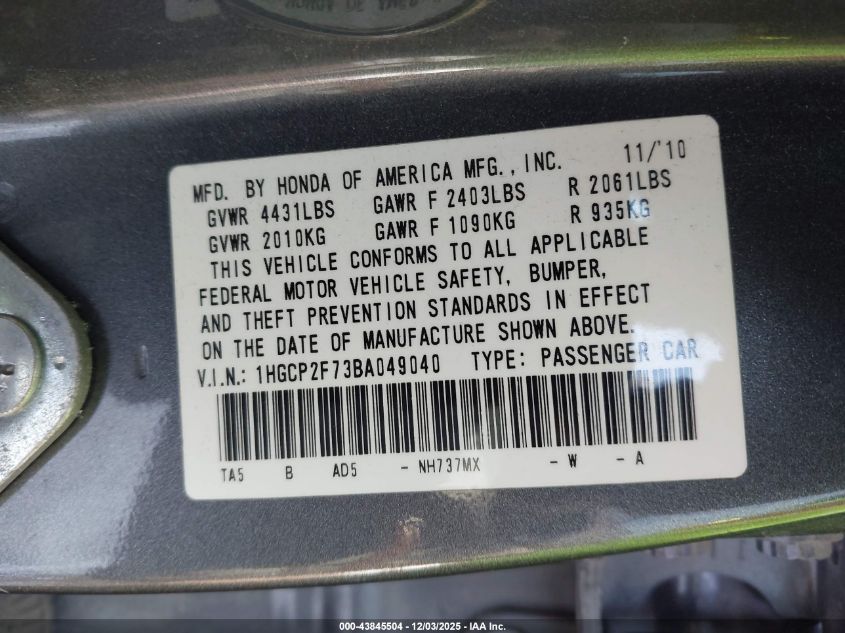 MFD. BY HONDA OF AMERICA MFG., INC. 11/'10
GVWR 4431LBS GAWR F 2403LBS R 2061LBS
GVWR 2010KG GAWR F 1090KG R 935KG
THIS VEHICLE CONFORMS TO ALL APPLICABLE
FEDERAL MOTOR VEHICLE SAFETY, BUMPER,
AND THEFT PREVENTION STANDARDS IN EFFECT
ON THE DATE OF MANUFACTURE SHOWN ABOVE.
V.I.N.: 1HGCP2F73BA049040 TYPE: PASSENGER CAR
TA5 B AD5 - NH737MX - W - A
000-43845504 - 12/03/2025 - IAA Inc.